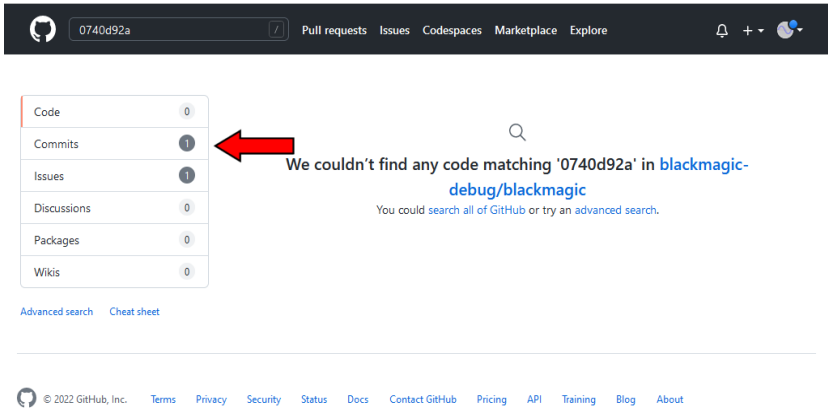 0740d92a / Pull requests Issues Codespaces Marketplace Explore
Code 0
Commits 1
Issues 1
Discussions 0
Packages 0
Wikis 0
Advanced search Cheat sheet
We couldn’t find any code matching '0740d92a' in blackmagic-
debug/blackmagic
You could search all of GitHub or try an advanced search.
© 2022 GitHub, Inc. Terms Privacy Security Status Docs Contact GitHub Pricing API Training Blog About